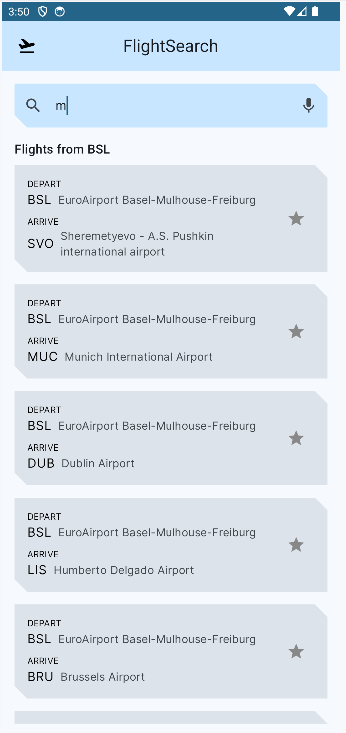 3:50
FlightSearch
m
Flights from BSL
DEPART
BSL EuroAirport Basel-Mulhouse-Freiburg
ARRIVE
SVO Sheremetyevo - A.S. Pushkin
international airport
DEPART
BSL EuroAirport Basel-Mulhouse-Freiburg
ARRIVE
MUC Munich International Airport
DEPART
BSL EuroAirport Basel-Mulhouse-Freiburg
ARRIVE
DUB Dublin Airport
DEPART
BSL EuroAirport Basel-Mulhouse-Freiburg
ARRIVE
LIS Humberto Delgado Airport
DEPART
BSL EuroAirport Basel-Mulhouse-Freiburg
ARRIVE
BRU Brussels Airport